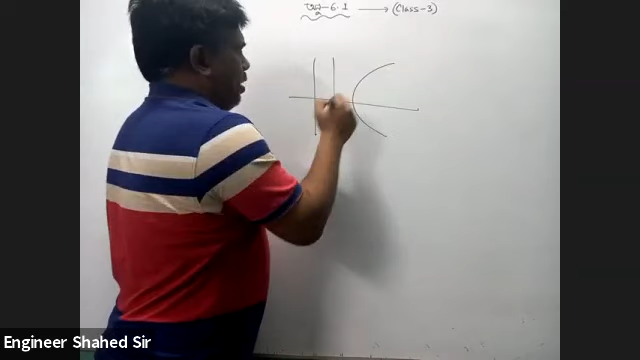 অনু-6.1 → (Class-3)
Engineer Shahed Sir